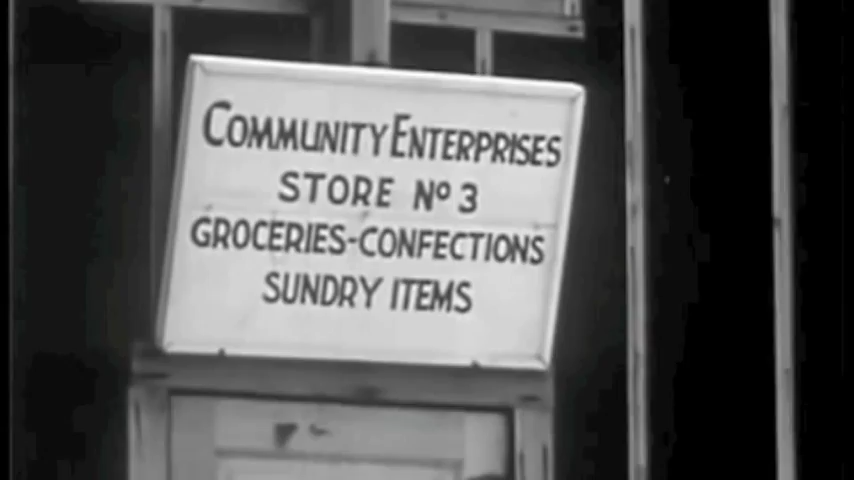 COMMUNITY ENTERPRISES
STORE Nº 3
GROCERIES-CONFECTIONS
SUNDRY ITEMS